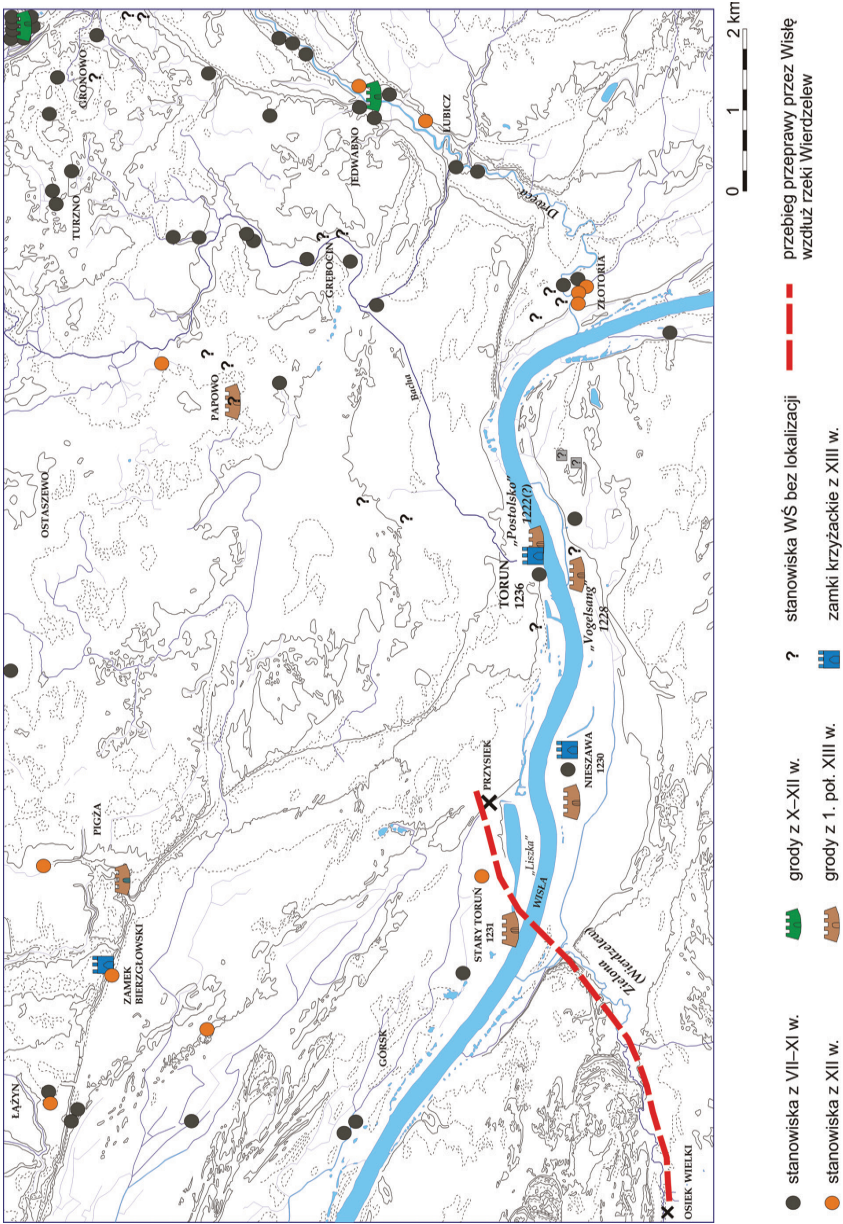 ŁĄŻYN
ZAMEK
BIERZGŁOWSKI
PIGŻA
OSTASZEWO
PAPOWO
?
?
?
TURZNO
GRONOWO
?
?
?
GRĘBOCIN
?
?
JEDWABNO
LUBICZ
Drwęca
Bacha
?
?
GÓRSK
STARY TORUŃ
1231
PRZYSIEK
„Liszka”
WISŁA
TORUŃ
1236
„Postolsko”
1222(?)
?
„Vogelsang”
1228
?
?
?
ZŁOTORIA
?
?
?
NIESZAWA
1230
Zielona
(Wierdzelew)
OSIEK WIELKI
0 1 2 km
stanowiska z VII–XI w.
stanowiska z XII w.
grody z X–XII w.
grody z 1. poł. XIII w.
? stanowiska WŚ bez lokalizacji
zamki krzyżackie z XIII w.
przebieg przeprawy przez Wisłę
wzdłuż rzeki Wierdzelew